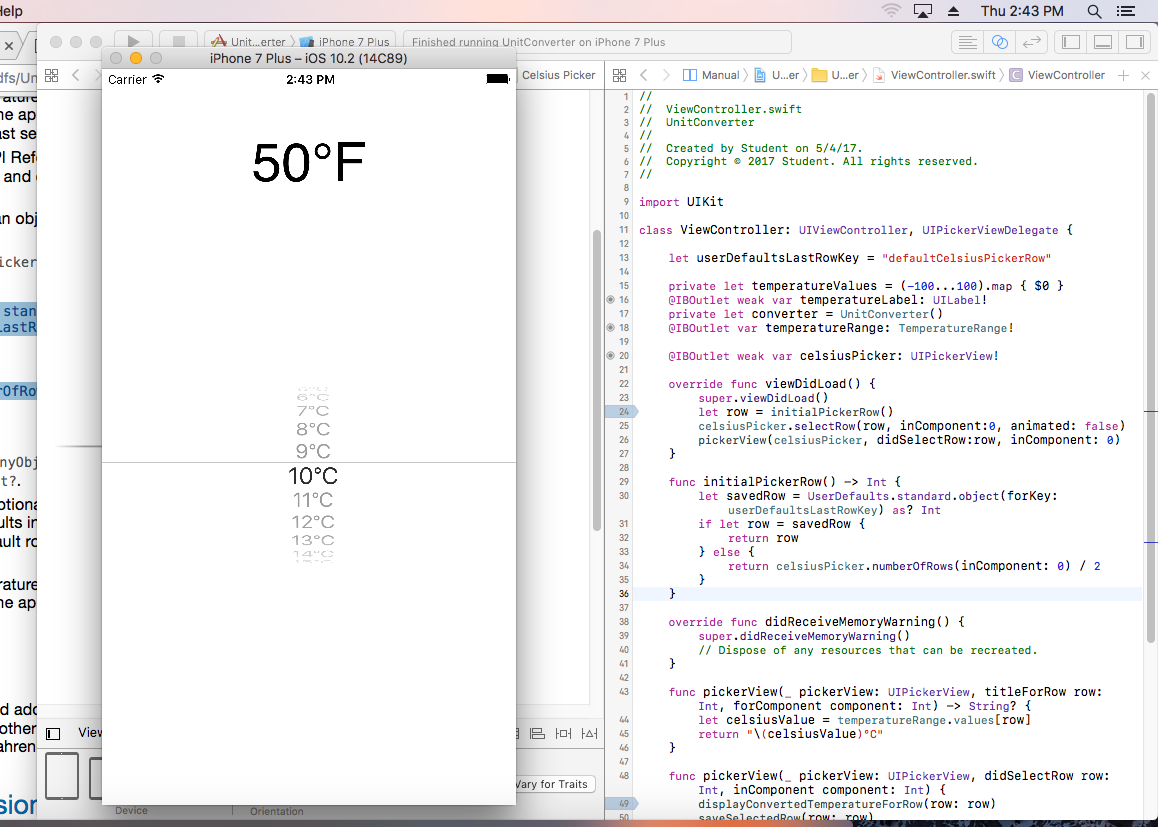 Help
Thu 2:43 PM
Unit...erter
iPhone 7 Plus
Finished running UnitConverter on iPhone 7 Plus
iPhone 7 Plus – iOS 10.2 (14C89)
Celsius Picker
Manual
U...er
U...er
ViewController.swift
ViewController
Carrier
2:43 PM
50°F
6°C
7°C
8°C
9°C
10°C
11°C
12°C
13°C
14°C
Vary for Traits
Device
Orientation
1 //
2 // ViewController.swift
3 // UnitConverter
4 //
5 // Created by Student on 5/4/17.
6 // Copyright © 2017 Student. All rights reserved.
7 //
8
9 import UIKit
10
11 class ViewController: UIViewController, UIPickerViewDelegate {
12
13 let userDefaultsLastRowKey = "defaultCelsiusPickerRow"
14
15 private let temperatureValues = (-100...100).map { $0 }
16 @IBOutlet weak var temperatureLabel: UILabel!
17 private let converter = UnitConverter()
18 @IBOutlet var temperatureRange: TemperatureRange!
19
20 @IBOutlet weak var celsiusPicker: UIPickerView!
21
22 override func viewDidLoad() {
23 super.viewDidLoad()
24 let row = initialPickerRow()
25 celsiusPicker.selectRow(row, inComponent:0, animated: false)
26 pickerView(celsiusPicker, didSelectRow:row, inComponent: 0)
27 }
28
29 func initialPickerRow() -> Int {
30 let savedRow = UserDefaults.standard.object(forKey:
userDefaultsLastRowKey) as? Int
31 if let row = savedRow {
32 return row
33 } else {
34 return celsiusPicker.numberOfRows(inComponent: 0) / 2
35 }
36 }
37
38 override func didReceiveMemoryWarning() {
39 super.didReceiveMemoryWarning()
40 // Dispose of any resources that can be recreated.
41 }
42
43 func pickerView(_ pickerView: UIPickerView, titleForRow row:
Int, forComponent component: Int) -> String? {
44 let celsiusValue = temperatureRange.values[row]
45 return "\(celsiusValue)°C"
46 }
47
48 func pickerView(_ pickerView: UIPickerView, didSelectRow row:
Int, inComponent component: Int) {
49 displayConvertedTemperatureForRow(row: row)
50 saveSelectedRow(row: row)